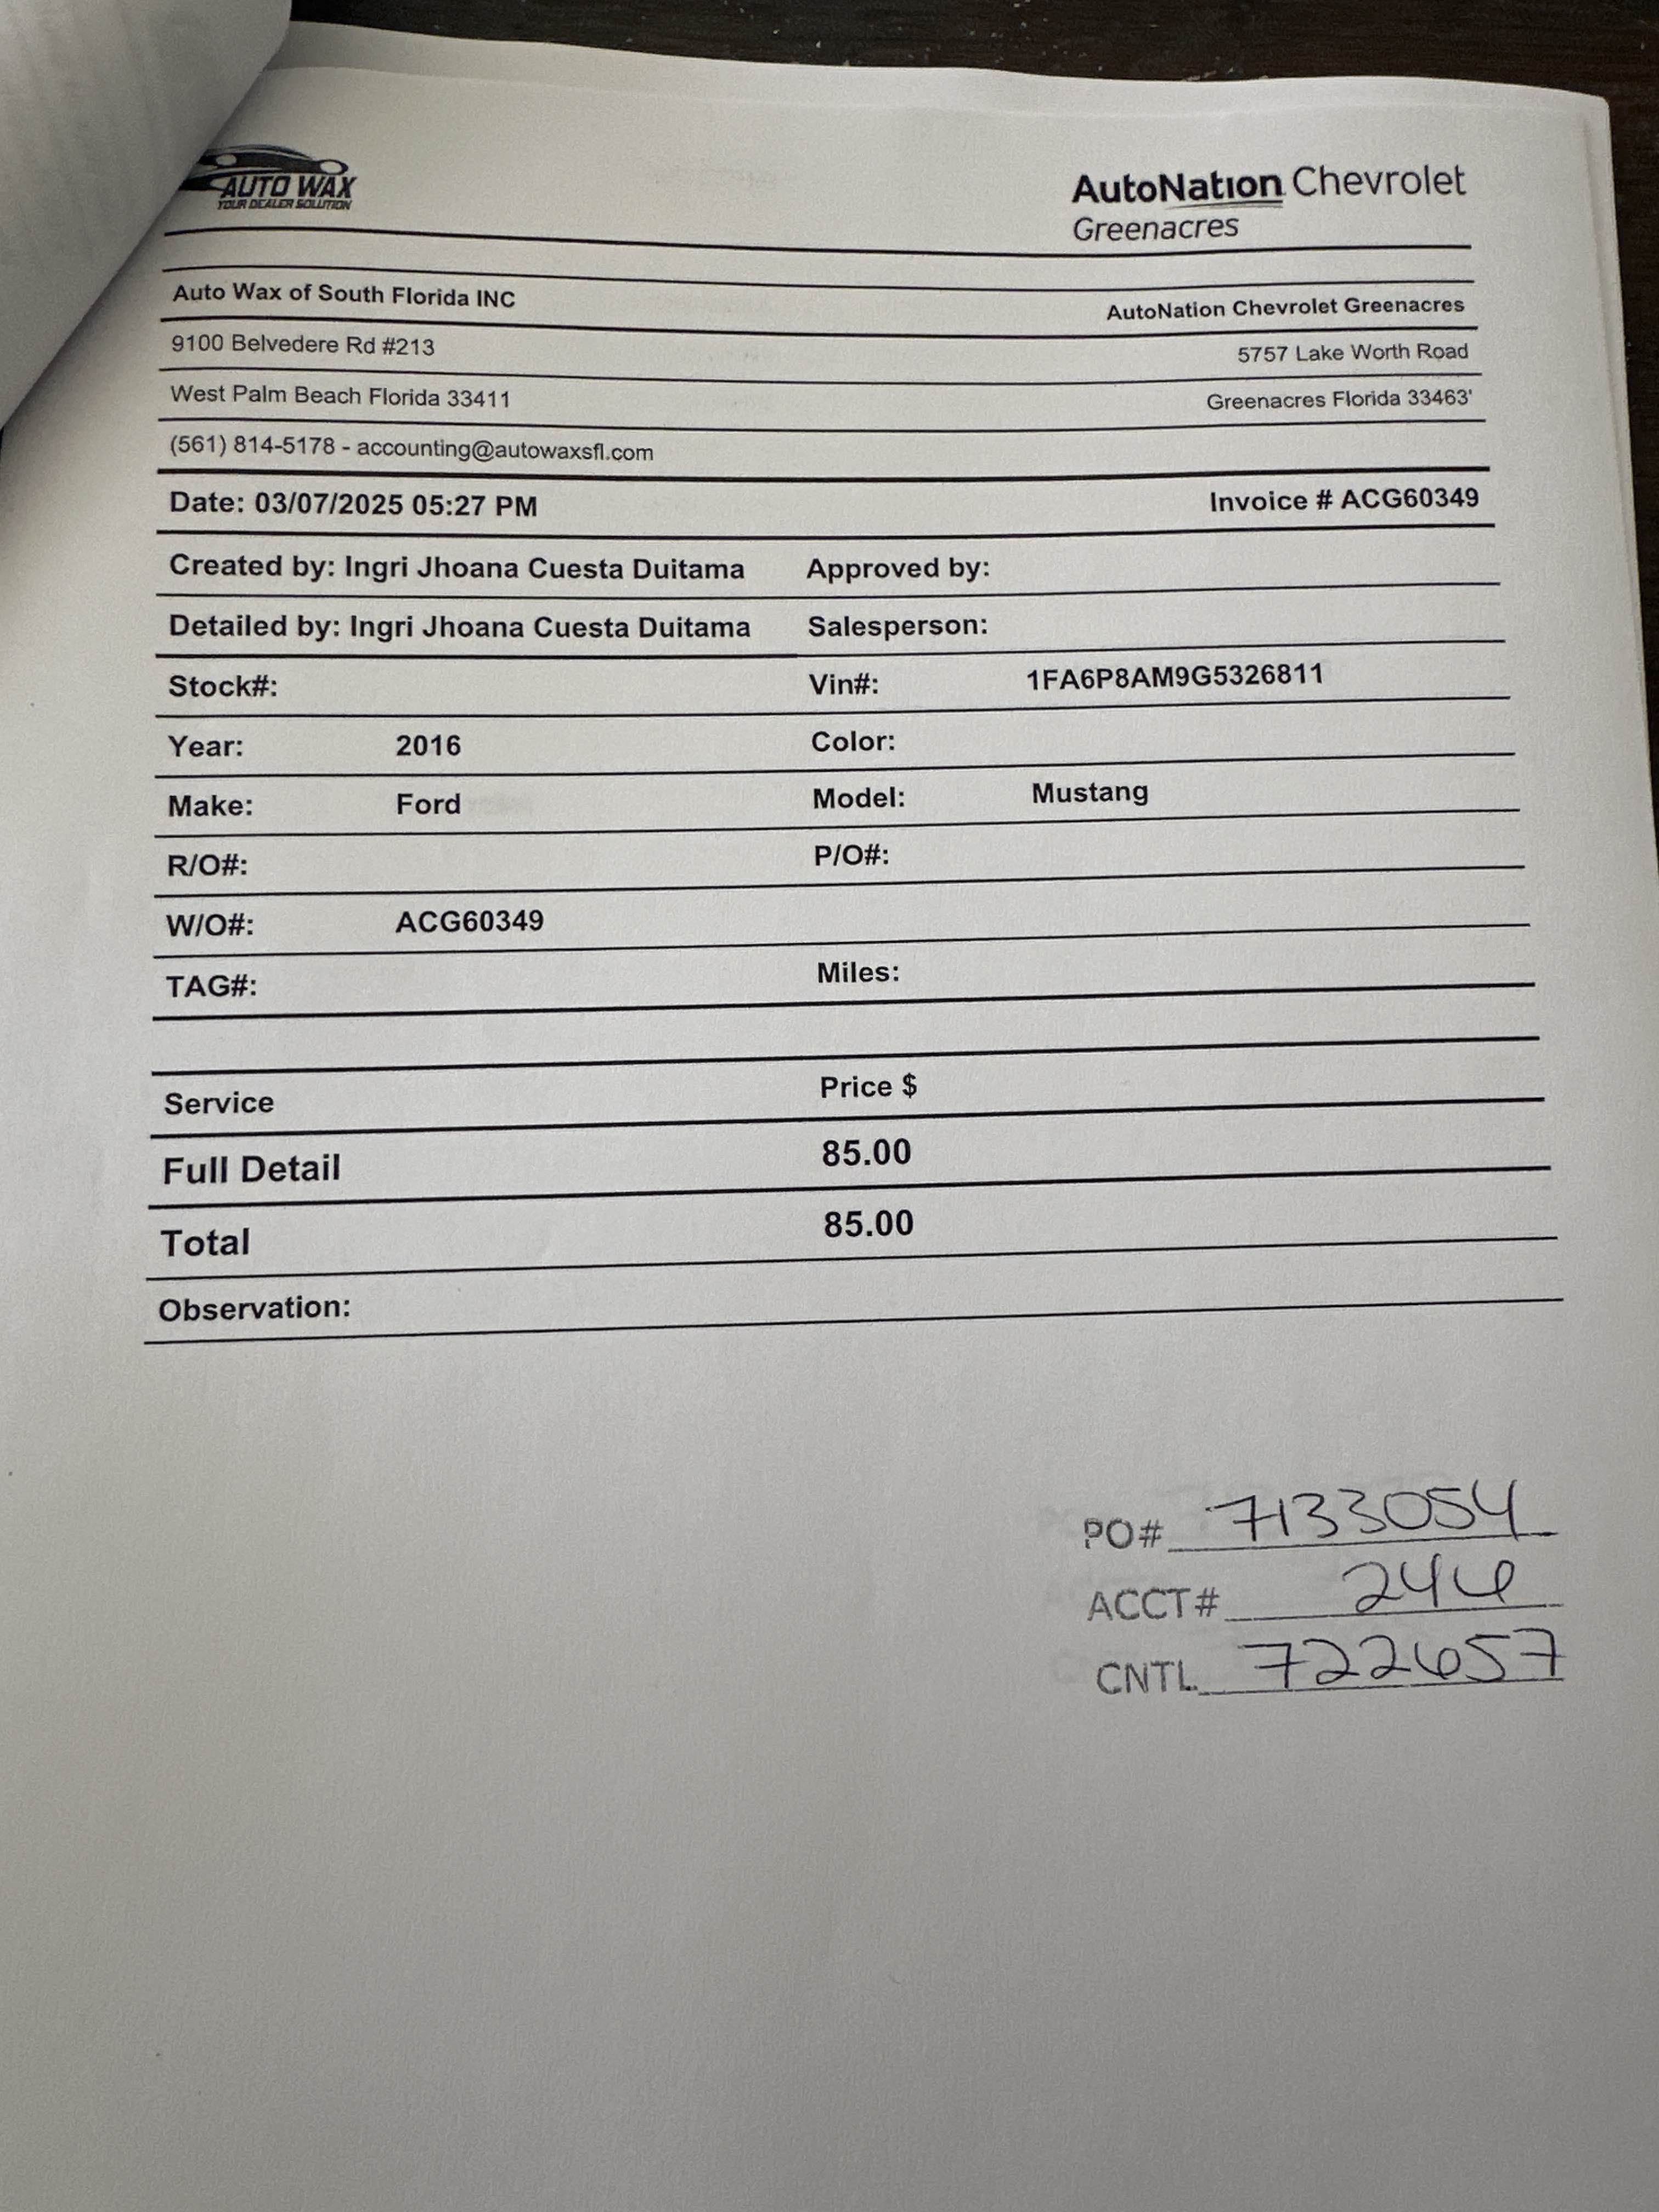 AUTO WAX
YOUR DEALER SOLUTION
AutoNation Chevrolet
Greenacres
Auto Wax of South Florida INC
AutoNation Chevrolet Greenacres
9100 Belvedere Rd #213
5757 Lake Worth Road
West Palm Beach Florida 33411
Greenacres Florida 33463'
(561) 814-5178 - accounting@autowaxsfl.com
Date: 03/07/2025 05:27 PM
Invoice # ACG60349
Created by: Ingri Jhoana Cuesta Duitama Approved by:
Detailed by: Ingri Jhoana Cuesta Duitama Salesperson:
Stock#: Vin#: 1FA6P8AM9G5326811
Year: 2016 Color:
Make: Ford Model: Mustang
R/O#: P/O#:
W/O#: ACG60349
TAG#: Miles:
Service Price $
Full Detail 85.00
Total 85.00
Observation:
PO# 7133054
ACCT# 246
CNTL 722657